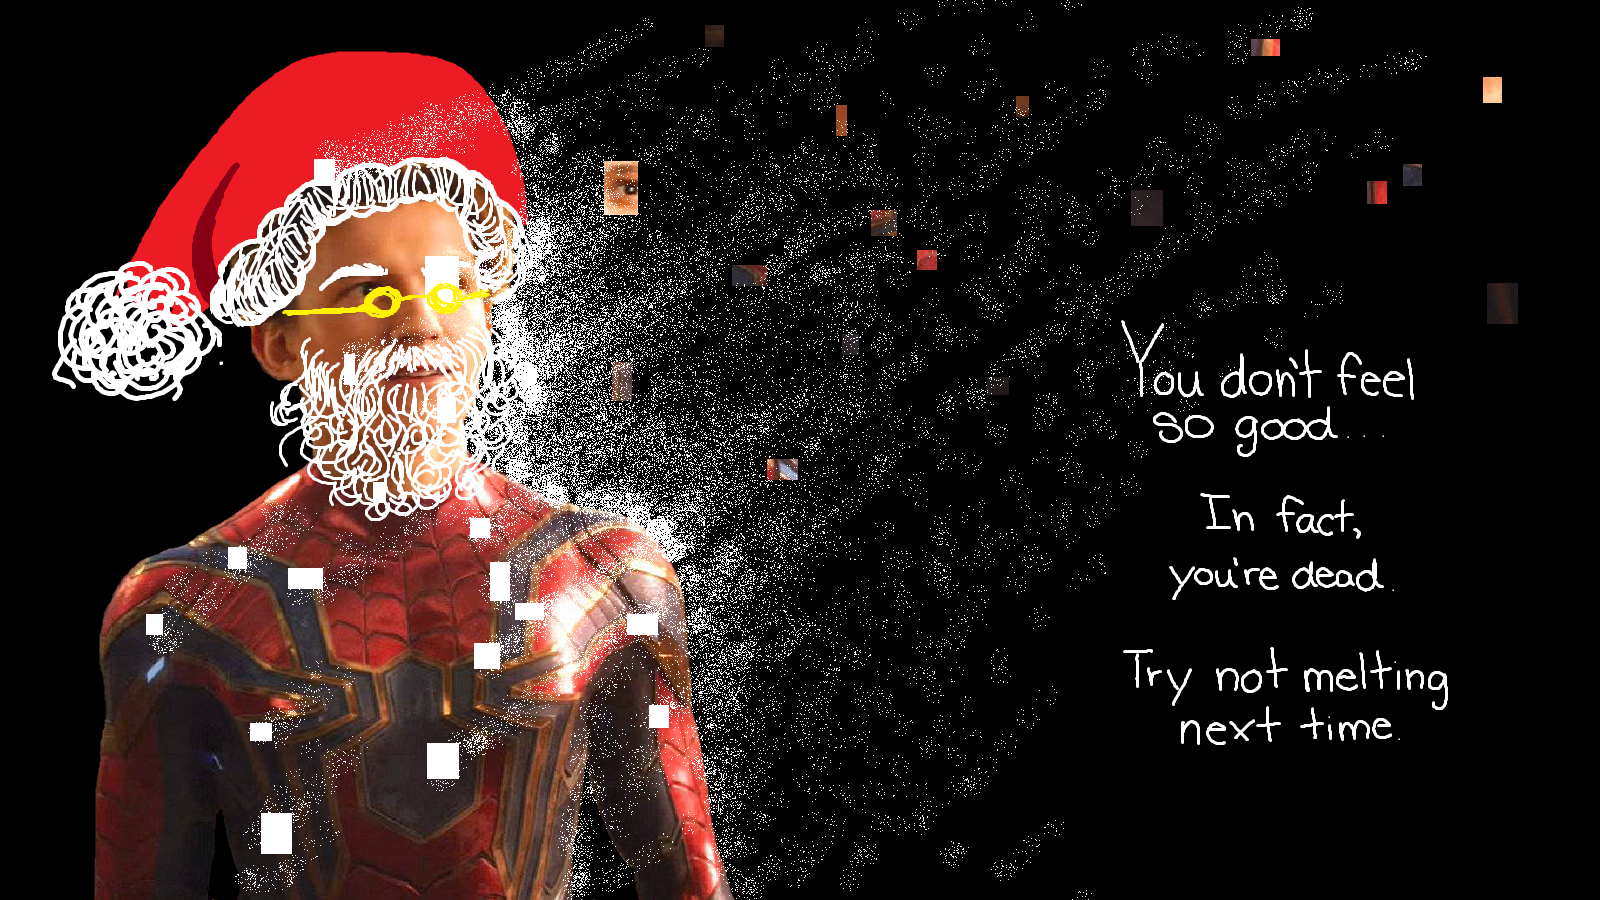 You don't feel
so good...
In fact,
you're dead.
Try not melting
next time.